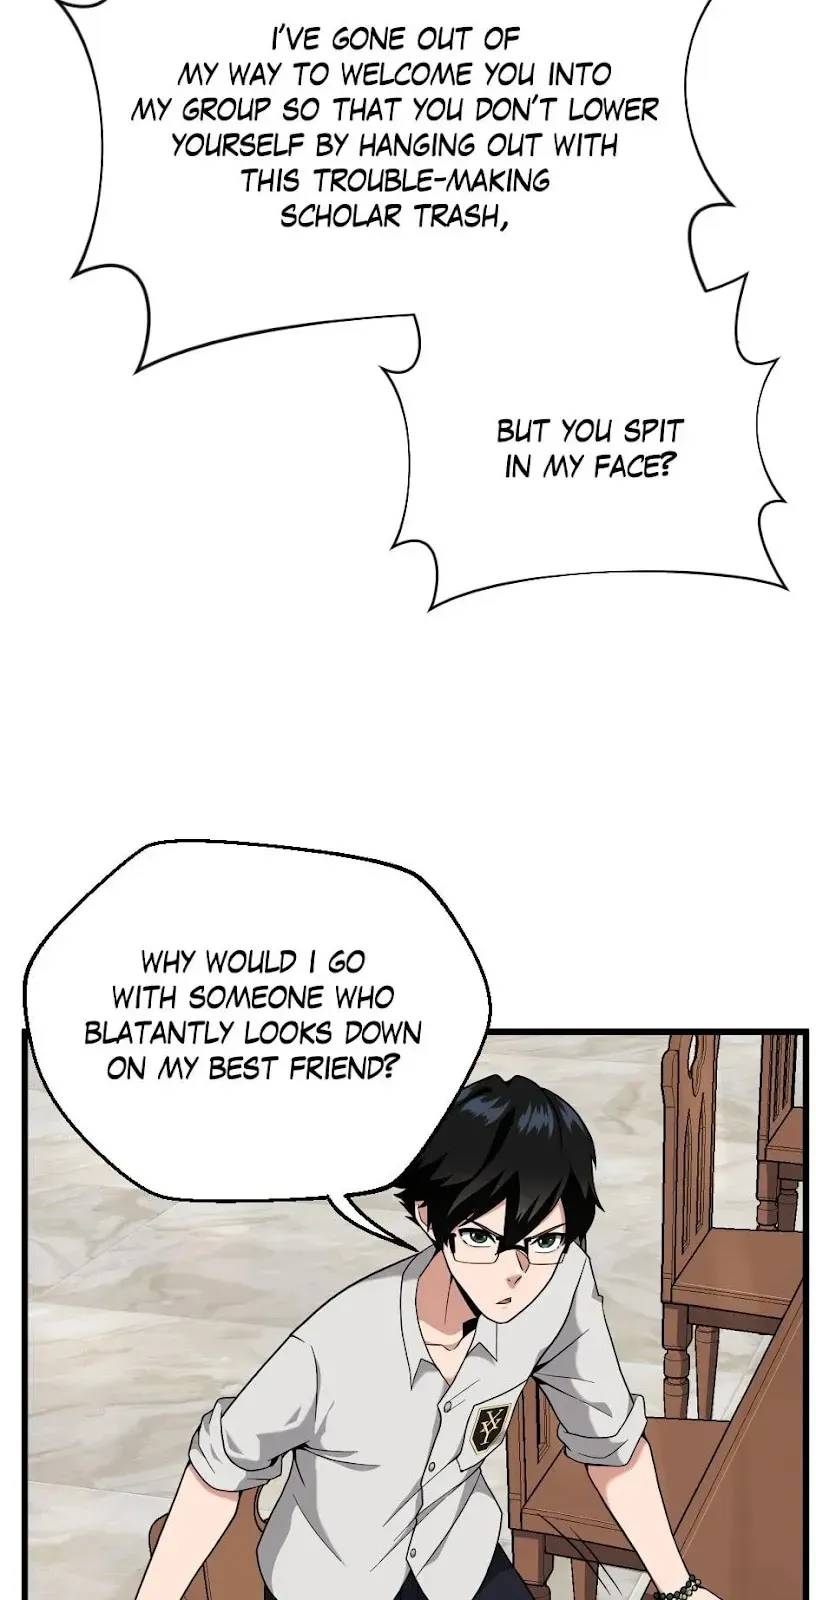 I'VE GONE OUT OF
MY WAY TO WELCOME YOU INTO
MY GROUP SO THAT YOU DON'T LOWER
YOURSELF BY HANGING OUT WITH
THIS TROUBLE-MAKING
SCHOLAR TRASH,
BUT YOU SPIT
IN MY FACE?
WHY WOULD I GO
WITH SOMEONE WHO
BLATANTLY LOOKS DOWN
ON MY BEST FRIEND?